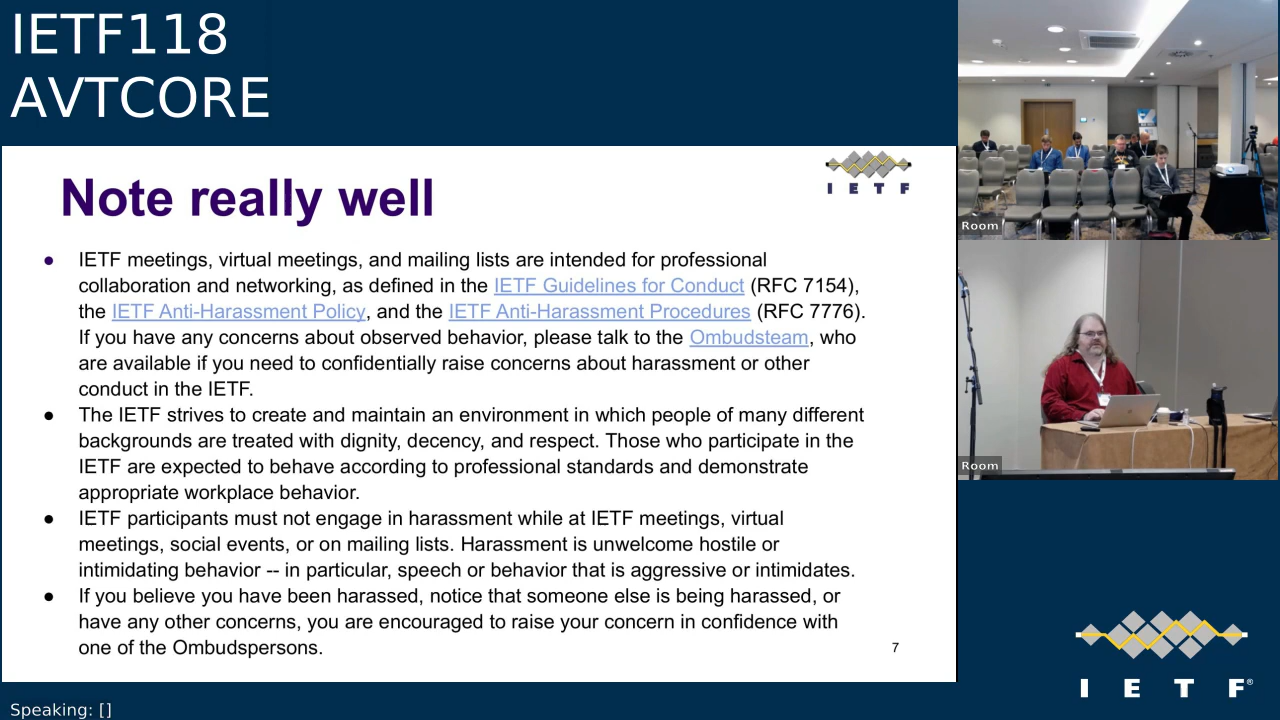 IETF118
AVTCORE
I E T F
Note really well
● IETF meetings, virtual meetings, and mailing lists are intended for professional
collaboration and networking, as defined in the IETF Guidelines for Conduct (RFC 7154),
the IETF Anti-Harassment Policy, and the IETF Anti-Harassment Procedures (RFC 7776).
If you have any concerns about observed behavior, please talk to the Ombudsteam, who
are available if you need to confidentially raise concerns about harassment or other
conduct in the IETF.
● The IETF strives to create and maintain an environment in which people of many different
backgrounds are treated with dignity, decency, and respect. Those who participate in the
IETF are expected to behave according to professional standards and demonstrate
appropriate workplace behavior.
● IETF participants must not engage in harassment while at IETF meetings, virtual
meetings, social events, or on mailing lists. Harassment is unwelcome hostile or
intimidating behavior -- in particular, speech or behavior that is aggressive or intimidates.
● If you believe you have been harassed, notice that someone else is being harassed, or
have any other concerns, you are encouraged to raise your concern in confidence with
one of the Ombudspersons.
7
Room
Room
I E T F®
Speaking: []